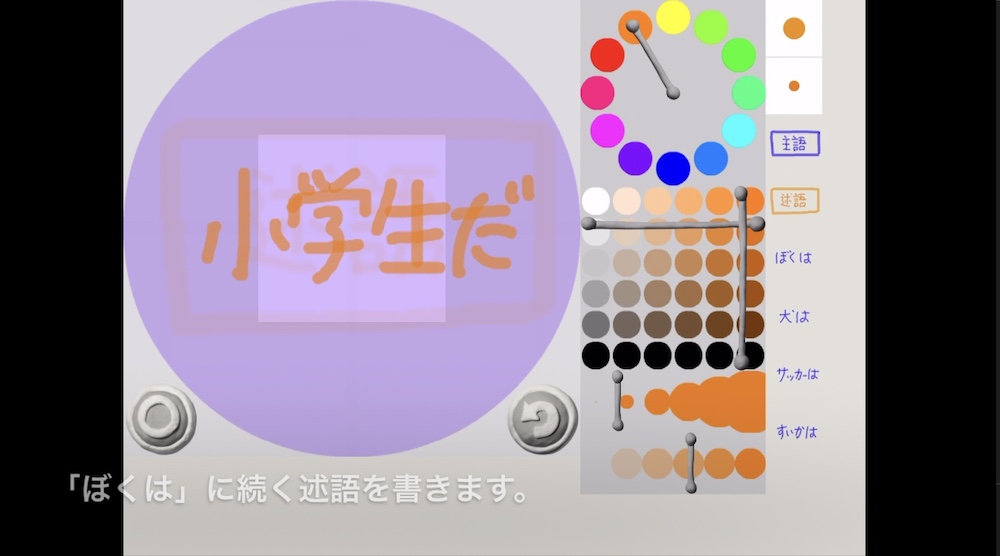 小学生だ
主語
述語
ぼくは
犬は
サッカーは
すいかは
「ぼくは」に続く述語を書きます。